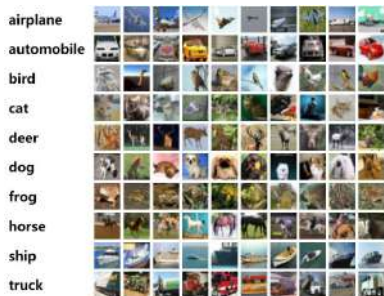 airplane
automobile
bird
cat
deer
dog
frog
horse
ship
truck